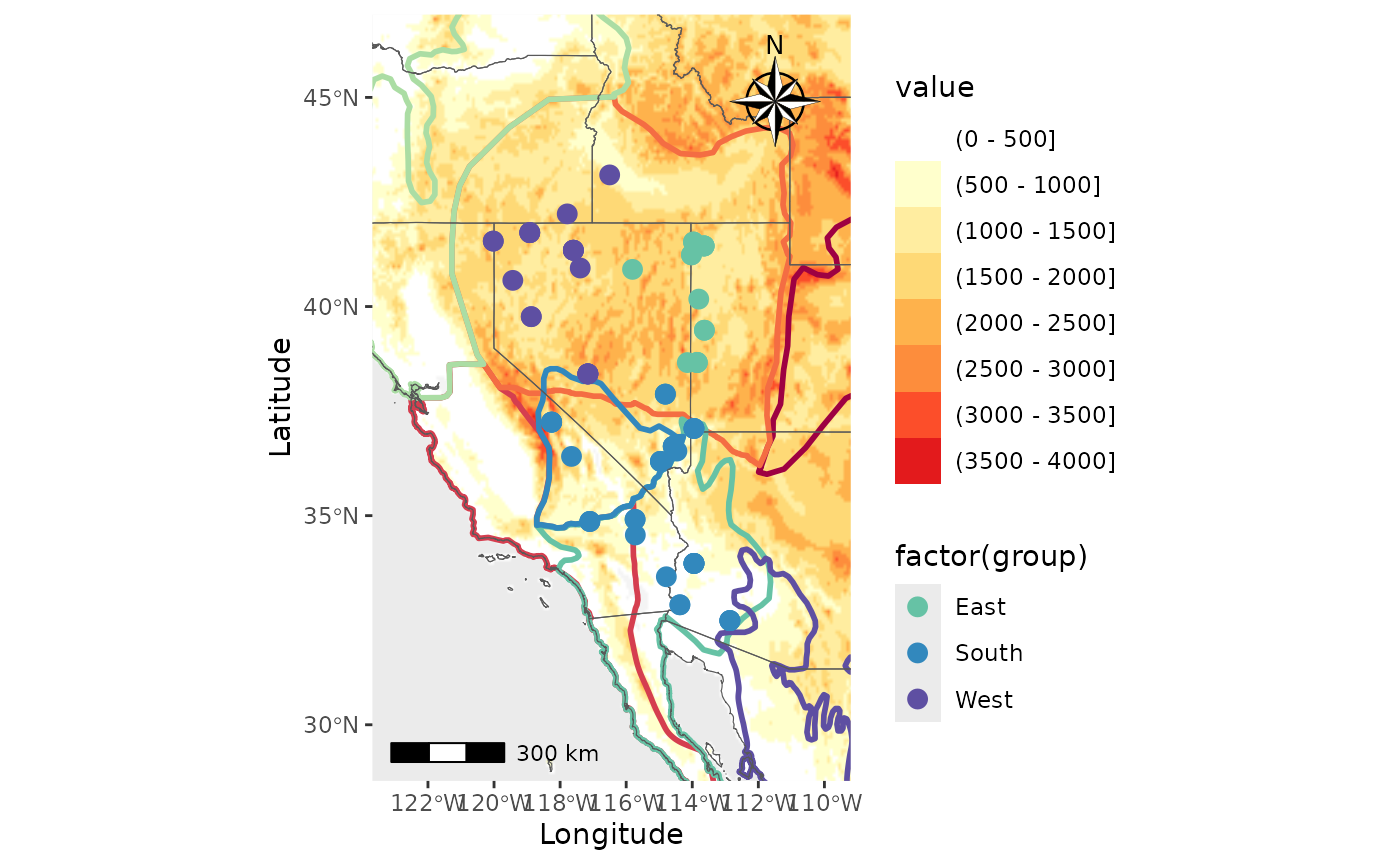 N
45°N
40°N
35°N
30°N
Latitude
300 km
122°W 120°W 118°W 116°W 114°W 112°W 110°W
Longitude
value
(0 - 500]
(500 - 1000]
(1000 - 1500]
(1500 - 2000]
(2000 - 2500]
(2500 - 3000]
(3000 - 3500]
(3500 - 4000]
factor(group)
East
South
West